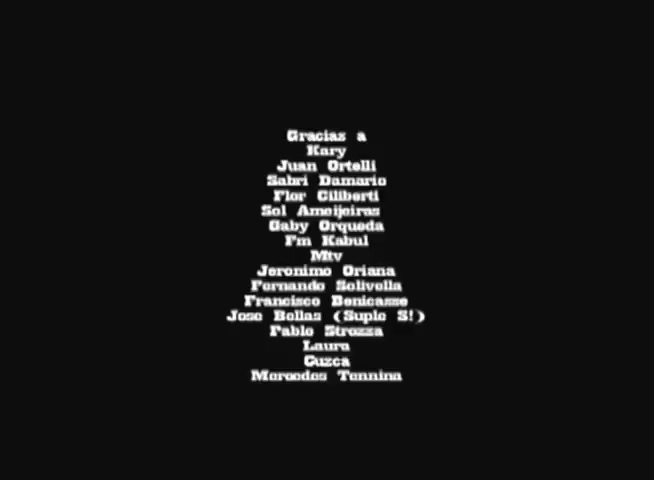 Gracias a
Kary
Juan Ortelli
Sabri Damario
Flor Ciliberti
Sol Ameijeiras
Gaby Orqueda
Fm Kabul
Mtv
Jeronimo Oriana
Fernando Solivella
Francisco Benicasse
Jose Bellas (Suple S!)
Pablo Strozza
Laura
Cuzca
Mercedes Tennina